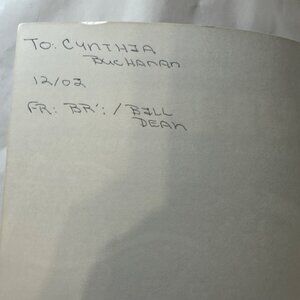 TO: CYNTHIA
BUCHANAN
12/02
FR: BR': / BILL
DEAN